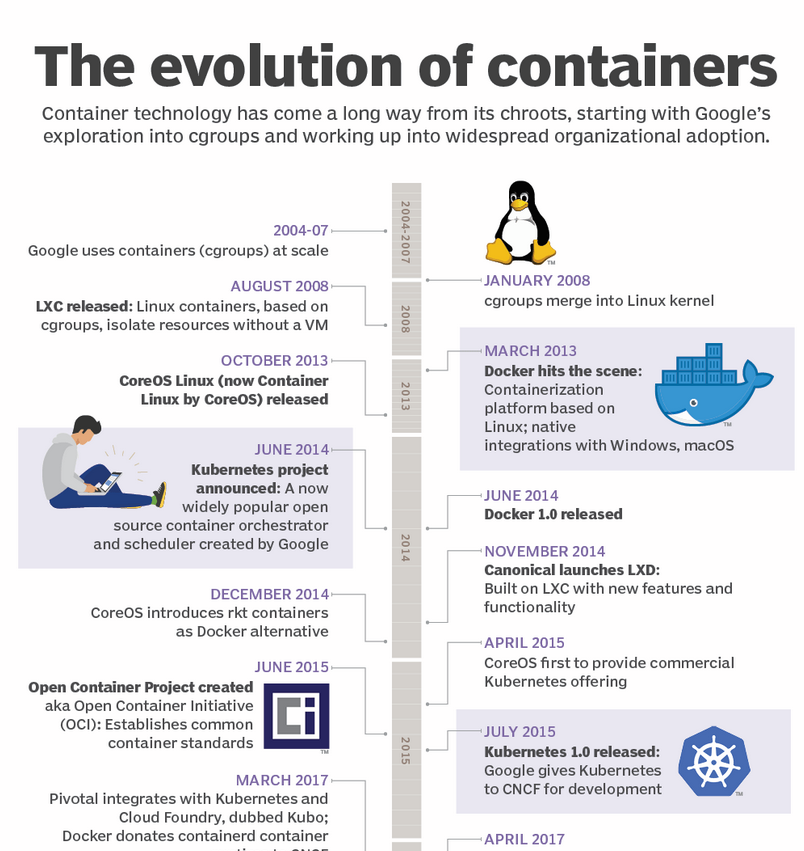 The evolution of containers
Container technology has come a long way from its chroots, starting with Google's
exploration into cgroups and working up into widespread organizational adoption.
2004-2007
2004-07
Google uses containers (cgroups) at scale
TM
JANUARY 2008
cgroups merge into Linux kernel
2008
AUGUST 2008
LXC released: Linux containers, based on
cgroups, isolate resources without a VM
MARCH 2013
Docker hits the scene:
Containerization
platform based on
Linux; native
integrations with Windows, macOS
TM
2013
OCTOBER 2013
CoreOS Linux (now Container
Linux by CoreOS) released
JUNE 2014
Kubernetes project
announced: A now
widely popular open
source container orchestrator
and scheduler created by Google
JUNE 2014
Docker 1.0 released
2014
NOVEMBER 2014
Canonical launches LXD:
Built on LXC with new features and
functionality
DECEMBER 2014
CoreOS introduces rkt containers
as Docker alternative
APRIL 2015
CoreOS first to provide commercial
Kubernetes offering
JUNE 2015
Open Container Project created
aka Open Container Initiative
(OCI): Establishes common
container standards
Ci
TM
2015
JULY 2015
Kubernetes 1.0 released:
Google gives Kubernetes
to CNCF for development
TM
MARCH 2017
Pivotal integrates with Kubernetes and
Cloud Foundry, dubbed Kubo;
Docker donates containerd container
APRIL 2017